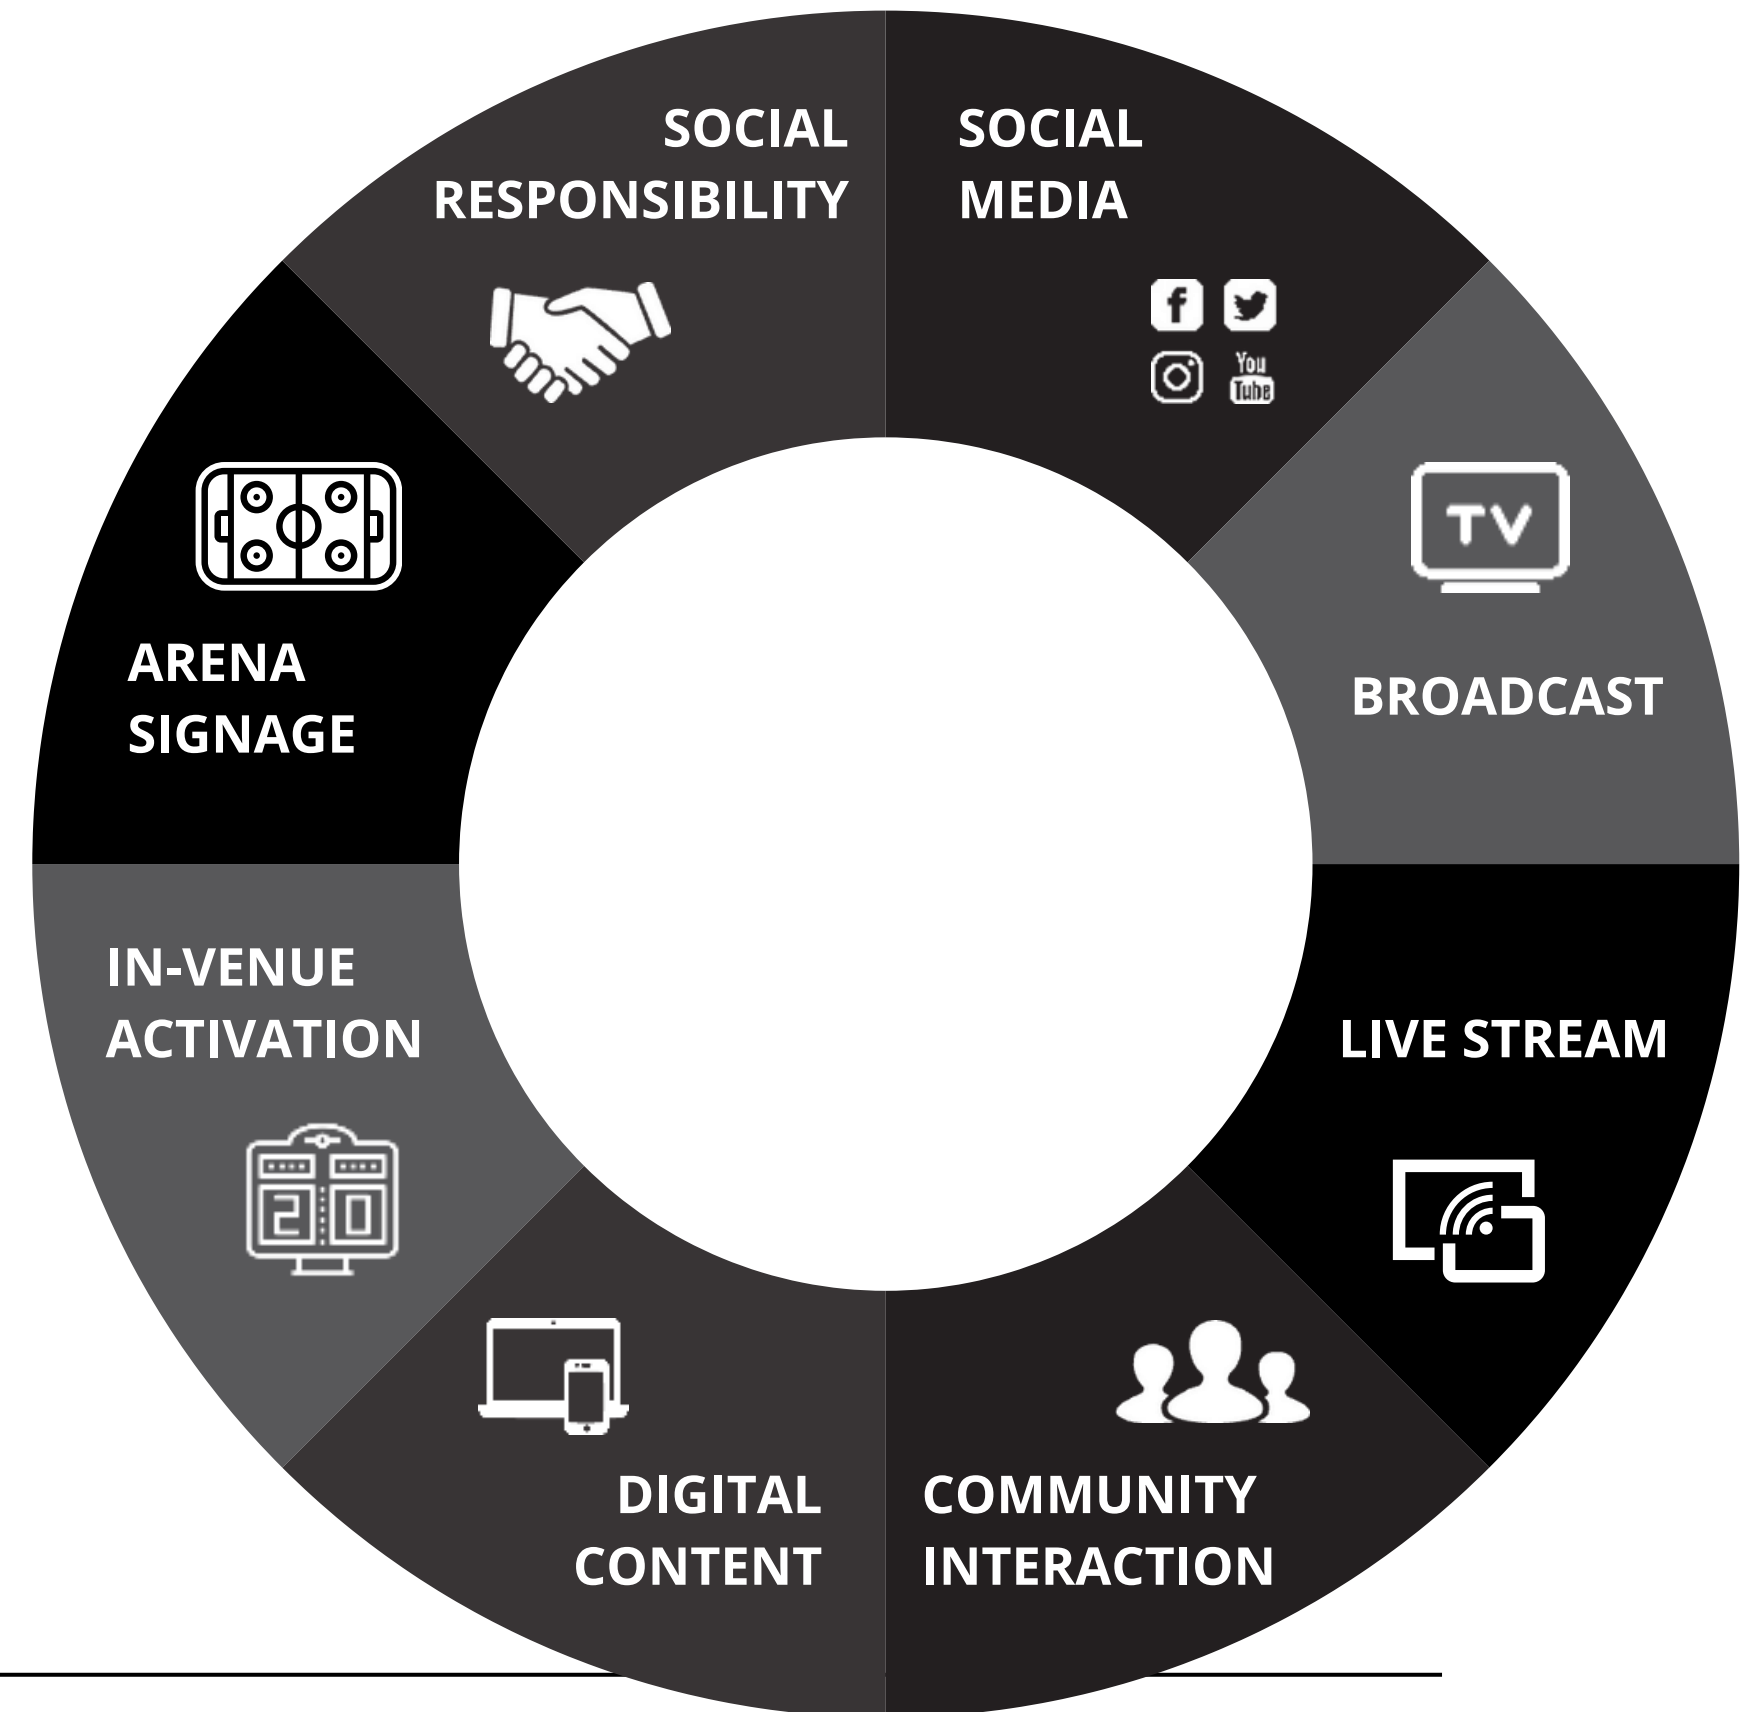 SOCIAL
RESPONSIBILITY
SOCIAL
MEDIA
f
You
Tube
TV
BROADCAST
ARENA
SIGNAGE
IN-VENUE
ACTIVATION
20
LIVE STREAM
DIGITAL
CONTENT
COMMUNITY
INTERACTION